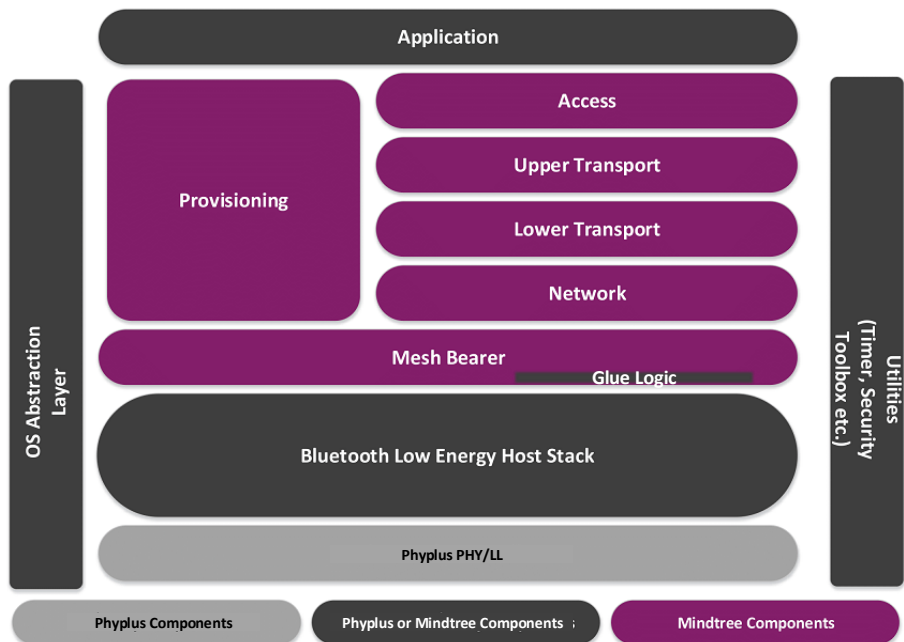 Application
Access
Upper Transport
Provisioning
Lower Transport
Network
Mesh Bearer
Glue Logic
OS Abstraction
Layer
Utilities
(Timer, Security
Toolbox etc.)
Bluetooth Low Energy Host Stack
Phyplus PHY/LL
Phyplus Components
Phyplus or Mindtree Components
Mindtree Components